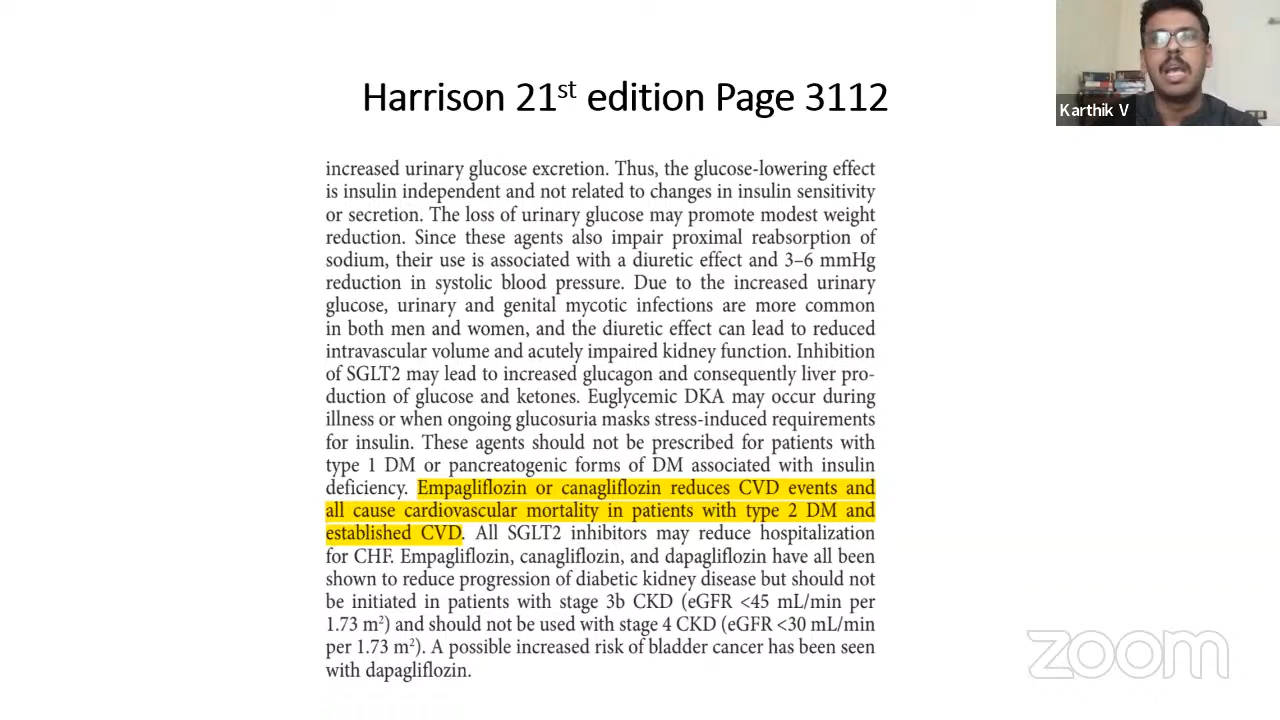 Harrison 21st edition Page 3112
Karthik V
increased urinary glucose excretion. Thus, the glucose-lowering effect
is insulin independent and not related to changes in insulin sensitivity
or secretion. The loss of urinary glucose may promote modest weight
reduction. Since these agents also impair proximal reabsorption of
sodium, their use is associated with a diuretic effect and 3–6 mmHg
reduction in systolic blood pressure. Due to the increased urinary
glucose, urinary and genital mycotic infections are more common
in both men and women, and the diuretic effect can lead to reduced
intravascular volume and acutely impaired kidney function. Inhibition
of SGLT2 may lead to increased glucagon and consequently liver pro-
duction of glucose and ketones. Euglycemic DKA may occur during
illness or when ongoing glucosuria masks stress-induced requirements
for insulin. These agents should not be prescribed for patients with
type 1 DM or pancreatogenic forms of DM associated with insulin
deficiency. Empagliflozin or canagliflozin reduces CVD events and
all cause cardiovascular mortality in patients with type 2 DM and
established CVD. All SGLT2 inhibitors may reduce hospitalization
for CHF. Empagliflozin, canagliflozin, and dapagliflozin have all been
shown to reduce progression of diabetic kidney disease but should not
be initiated in patients with stage 3b CKD (eGFR <45 mL/min per
1.73 m²) and should not be used with stage 4 CKD (eGFR <30 mL/min
per 1.73 m²). A possible increased risk of bladder cancer has been seen
with dapagliflozin.
zoom